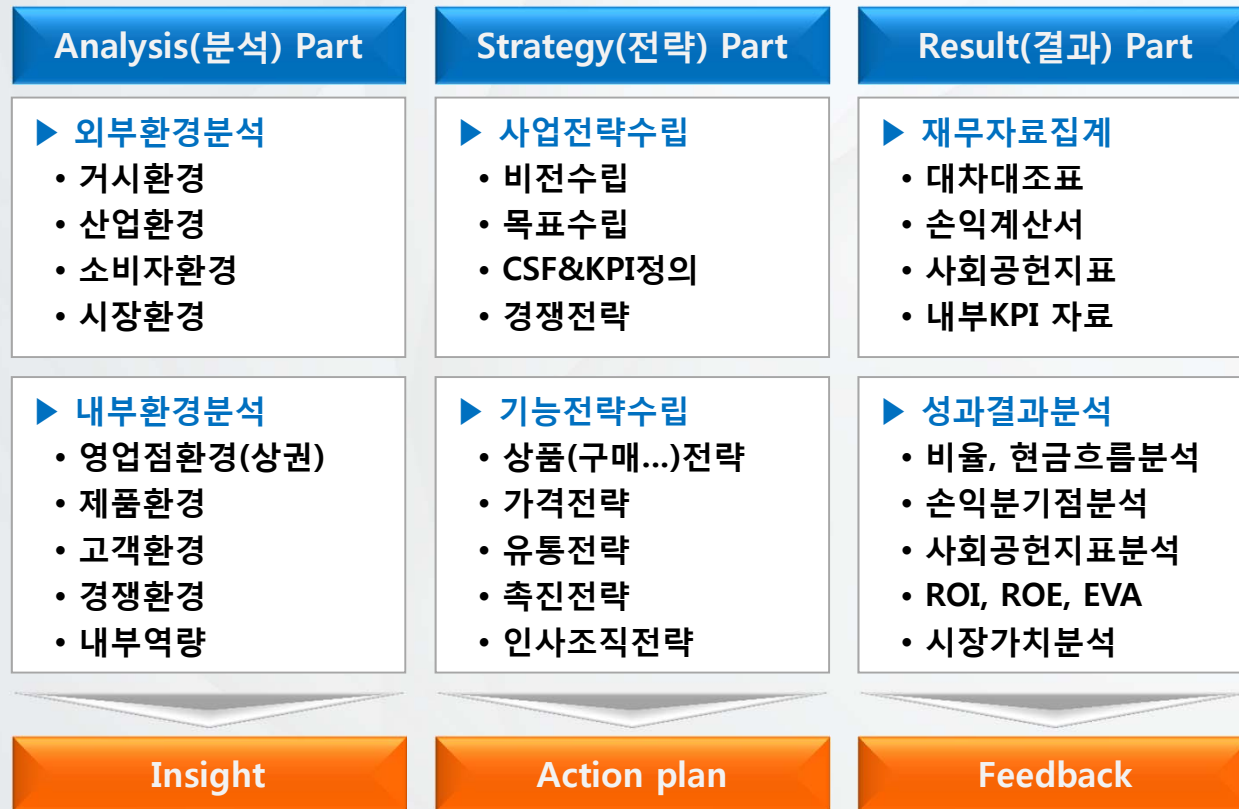 Analysis(분석) Part
▶ 외부환경분석
• 거시환경
• 산업환경
• 소비자환경
• 시장환경
▶ 내부환경분석
• 영업점환경(상권)
• 제품환경
• 고객환경
• 경쟁환경
• 내부역량
Insight
Strategy(전략) Part
▶ 사업전략수립
• 비전수립
• 목표수립
• CSF&KPI정의
• 경쟁전략
▶ 기능전략수립
• 상품(구매...)전략
• 가격전략
• 유통전략
• 촉진전략
• 인사조직전략
Action plan
Result(결과) Part
▶ 재무자료집계
• 대차대조표
• 손익계산서
• 사회공헌지표
• 내부KPI 자료
▶ 성과결과분석
• 비율, 현금흐름분석
• 손익분기점분석
• 사회공헌지표분석
• ROI, ROE, EVA
• 시장가치분석
Feedback